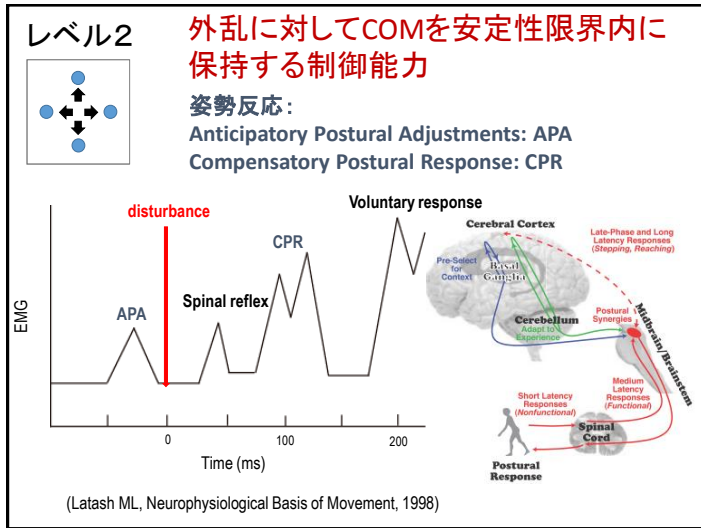 レベル2
外乱に対してCOMを安定性限界内に
保持する制御能力
姿勢反応:
Anticipatory Postural Adjustments: APA
Compensatory Postural Response: CPR
disturbance
Voluntary response
CPR
APA
Spinal reflex
EMG
0
100
200
Time (ms)
Cerebral Cortex
Late-Phase and Long
Latency Responses
(Stepping, Reaching)
Pre-Select
for
Context
Basal
Ganglia
Cerebellum
Adapt to
Experience
Postural
Synergies
Midbrain/Brainstem
Short Latency
Responses
(Nonfunctional)
Medium
Latency
Responses
(Functional)
Spinal
Cord
Postural
Response
(Latash ML, Neurophysiological Basis of Movement, 1998)